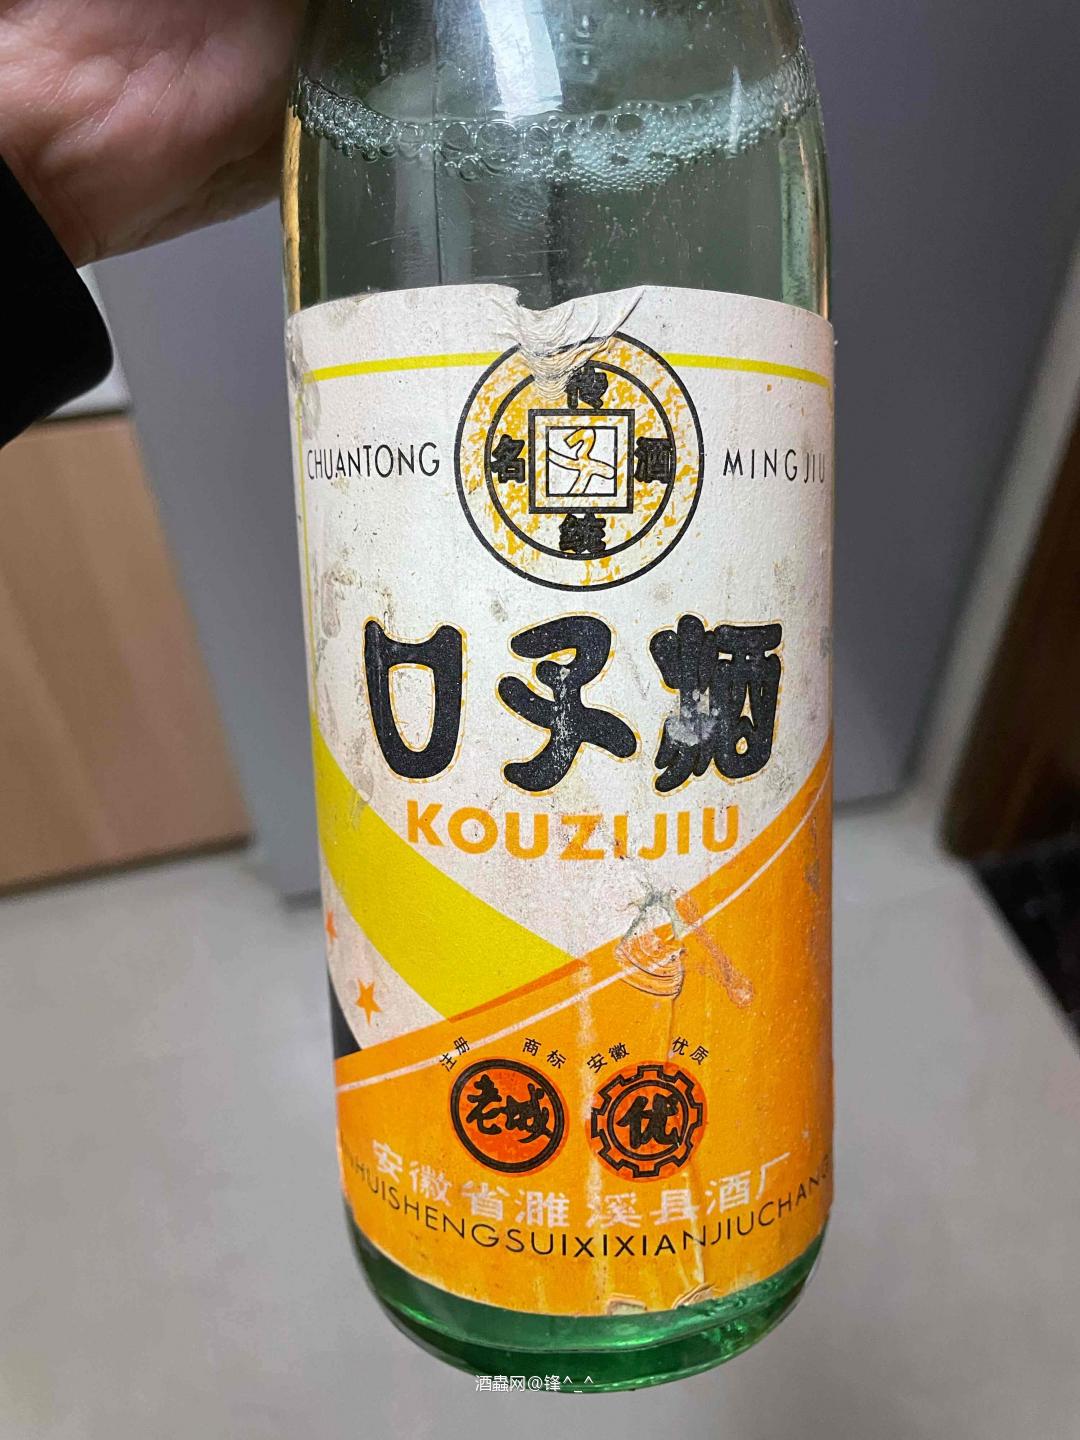 传
CHUANTONG 名 酒 MINGJIU
统
口子酒
KOUZIJIU
注册 商标 安徽 优质
老城 优
安徽省濉溪县酒厂
NHUISHENGSUIXIXIANJIUCHANG
酒蟲网@锋^_^